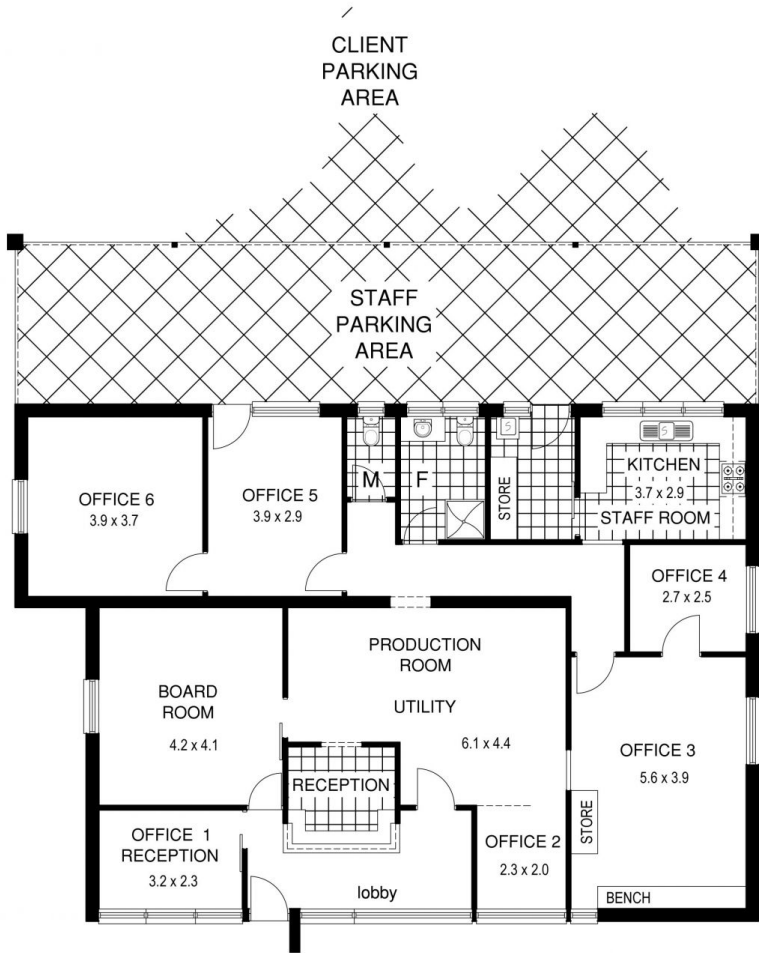 CLIENT
PARKING
AREA
STAFF
PARKING
AREA
OFFICE 6
3.9 x 3.7
OFFICE 5
3.9 x 2.9
M
F
STORE
KITCHEN
3.7 x 2.9
STAFF ROOM
OFFICE 4
2.7 x 2.5
BOARD
ROOM
4.2 x 4.1
PRODUCTION
ROOM
UTILITY
6.1 x 4.4
RECEPTION
OFFICE 3
5.6 x 3.9
STORE
OFFICE 1
RECEPTION
3.2 x 2.3
lobby
OFFICE 2
2.3 x 2.0
BENCH